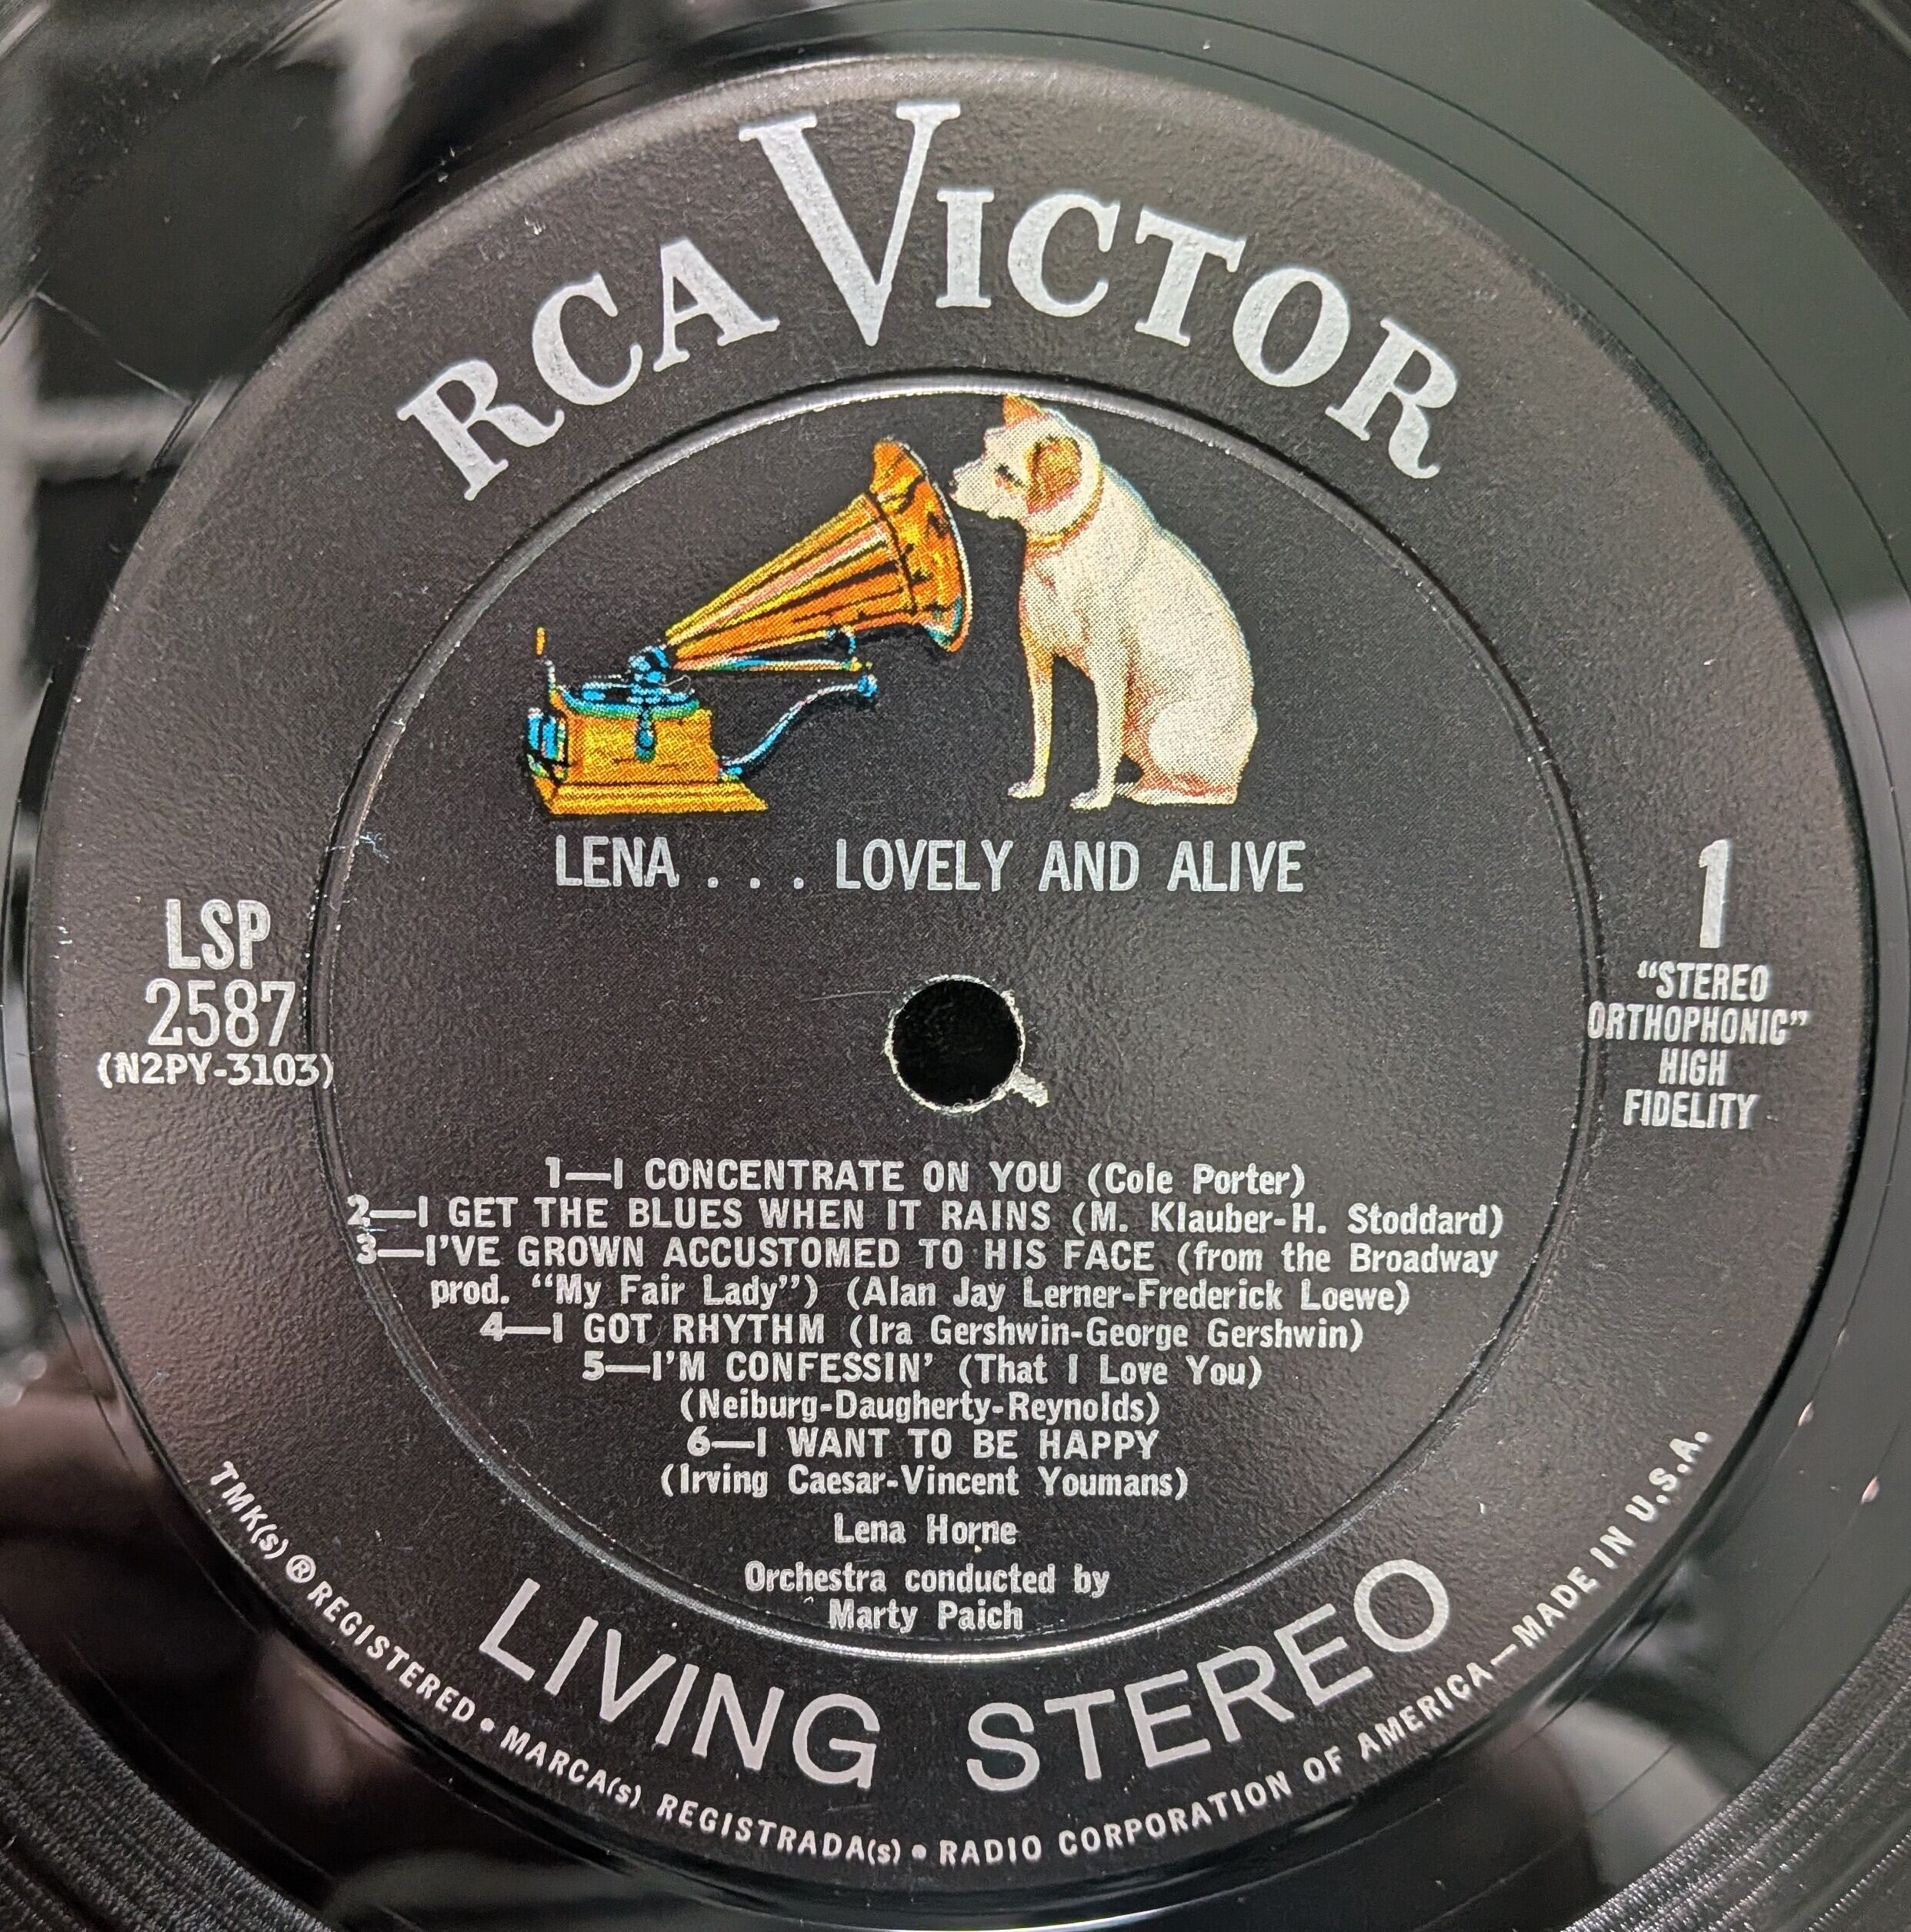 RCA VICTOR
LENA . . . LOVELY AND ALIVE
LSP
2587
(N2PY-3103)
1
“STEREO
ORTHOPHONIC”
HIGH
FIDELITY
1—I CONCENTRATE ON YOU (Cole Porter)
2—I GET THE BLUES WHEN IT RAINS (M. Klauber-H. Stoddard)
3—I'VE GROWN ACCUSTOMED TO HIS FACE (from the Broadway
prod. “My Fair Lady”) (Alan Jay Lerner-Frederick Loewe)
4—I GOT RHYTHM (Ira Gershwin-George Gershwin)
5—I'M CONFESSIN' (That I Love You)
(Neiburg-Daugherty-Reynolds)
6—I WANT TO BE HAPPY
(Irving Caesar-Vincent Youmans)
Lena Horne
Orchestra conducted by
Marty Paich
LIVING STEREO
TMK(s) ® REGISTERED • MARCA(s) REGISTRADA(s) • RADIO CORPORATION OF AMERICA—MADE IN U.S.A.